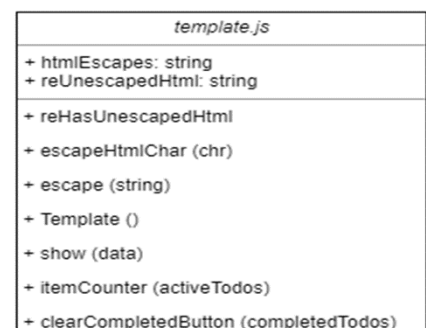 template.js
+ htmlEscapes: string
+ reUnescapedHtml: string
+ reHasUnescapedHtml
+ escapeHtmlChar (chr)
+ escape (string)
+ Template ()
+ show (data)
+ itemCounter (activeTodos)
+ clearCompletedButton (completedTodos)